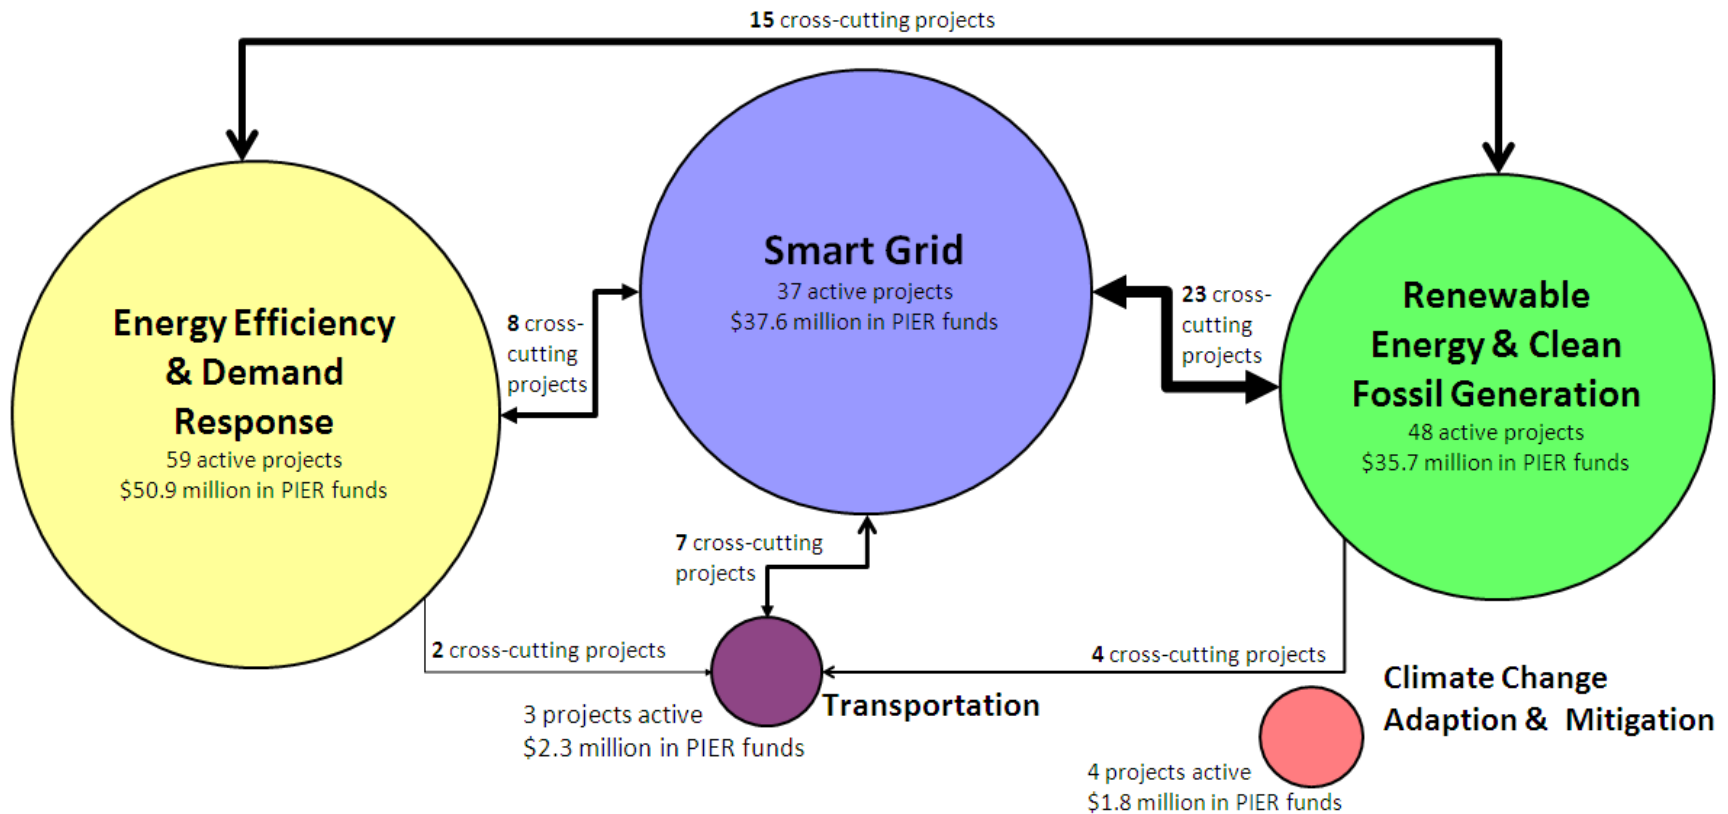 15 cross-cutting projects
Smart Grid
37 active projects
$37.6 million in PIER funds
Energy Efficiency
& Demand
Response
59 active projects
$50.9 million in PIER funds
8 cross-
cutting
projects
23 cross-
cutting
projects
Renewable
Energy & Clean
Fossil Generation
48 active projects
$35.7 million in PIER funds
7 cross-cutting
projects
2 cross-cutting projects
4 cross-cutting projects
Transportation
3 projects active
$2.3 million in PIER funds
Climate Change
Adaption & Mitigation
4 projects active
$1.8 million in PIER funds